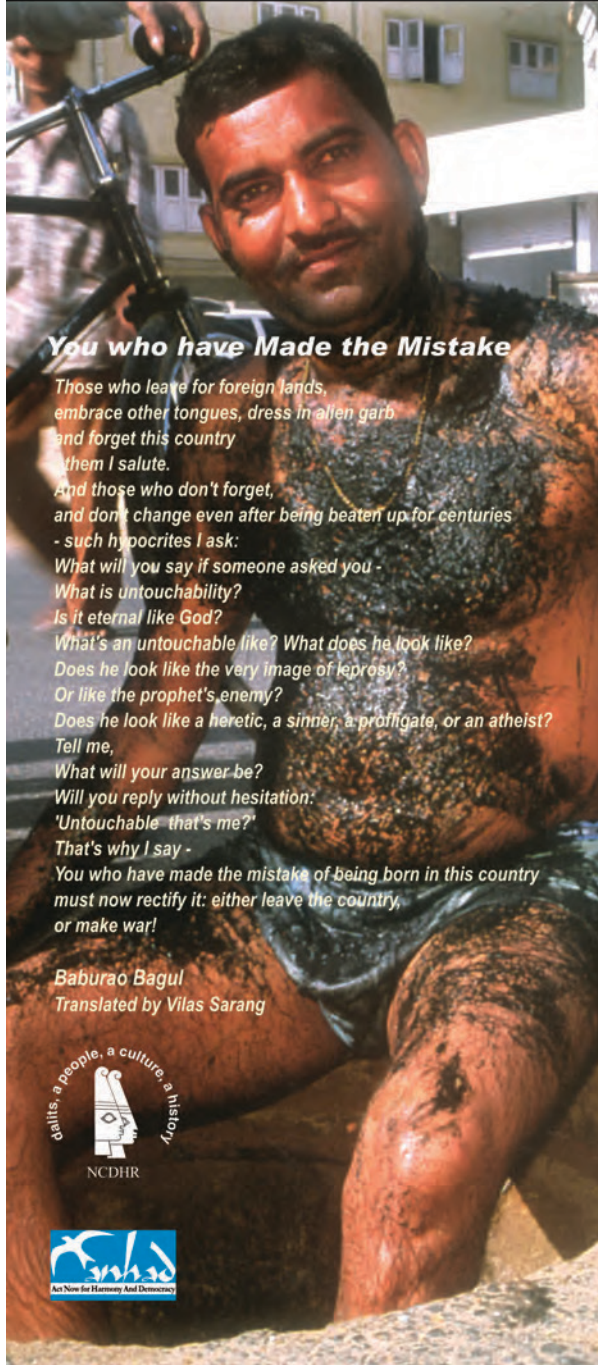 You who have Made the Mistake
Those who leave for foreign lands,
embrace other tongues, dress in alien garb
and forget this country
- them I salute.
And those who don't forget,
and don't change even after being beaten up for centuries
- such hypocrites I ask:
What will you say if someone asked you -
What is untouchability?
Is it eternal like God?
What's an untouchable like? What does he look like?
Does he look like the very image of leprosy?
Or like the prophet's enemy?
Does he look like a heretic, a sinner, a profligate, or an atheist?
Tell me,
What will your answer be?
Will you reply without hesitation:
'Untouchable that's me?'
That's why I say -
You who have made the mistake of being born in this country
must now rectify it: either leave the country,
or make war!
Baburao Bagul
Translated by Vilas Sarang
dalits, a people, a culture, a history
NCDHR
anhad
Act Now for Harmony And Democracy